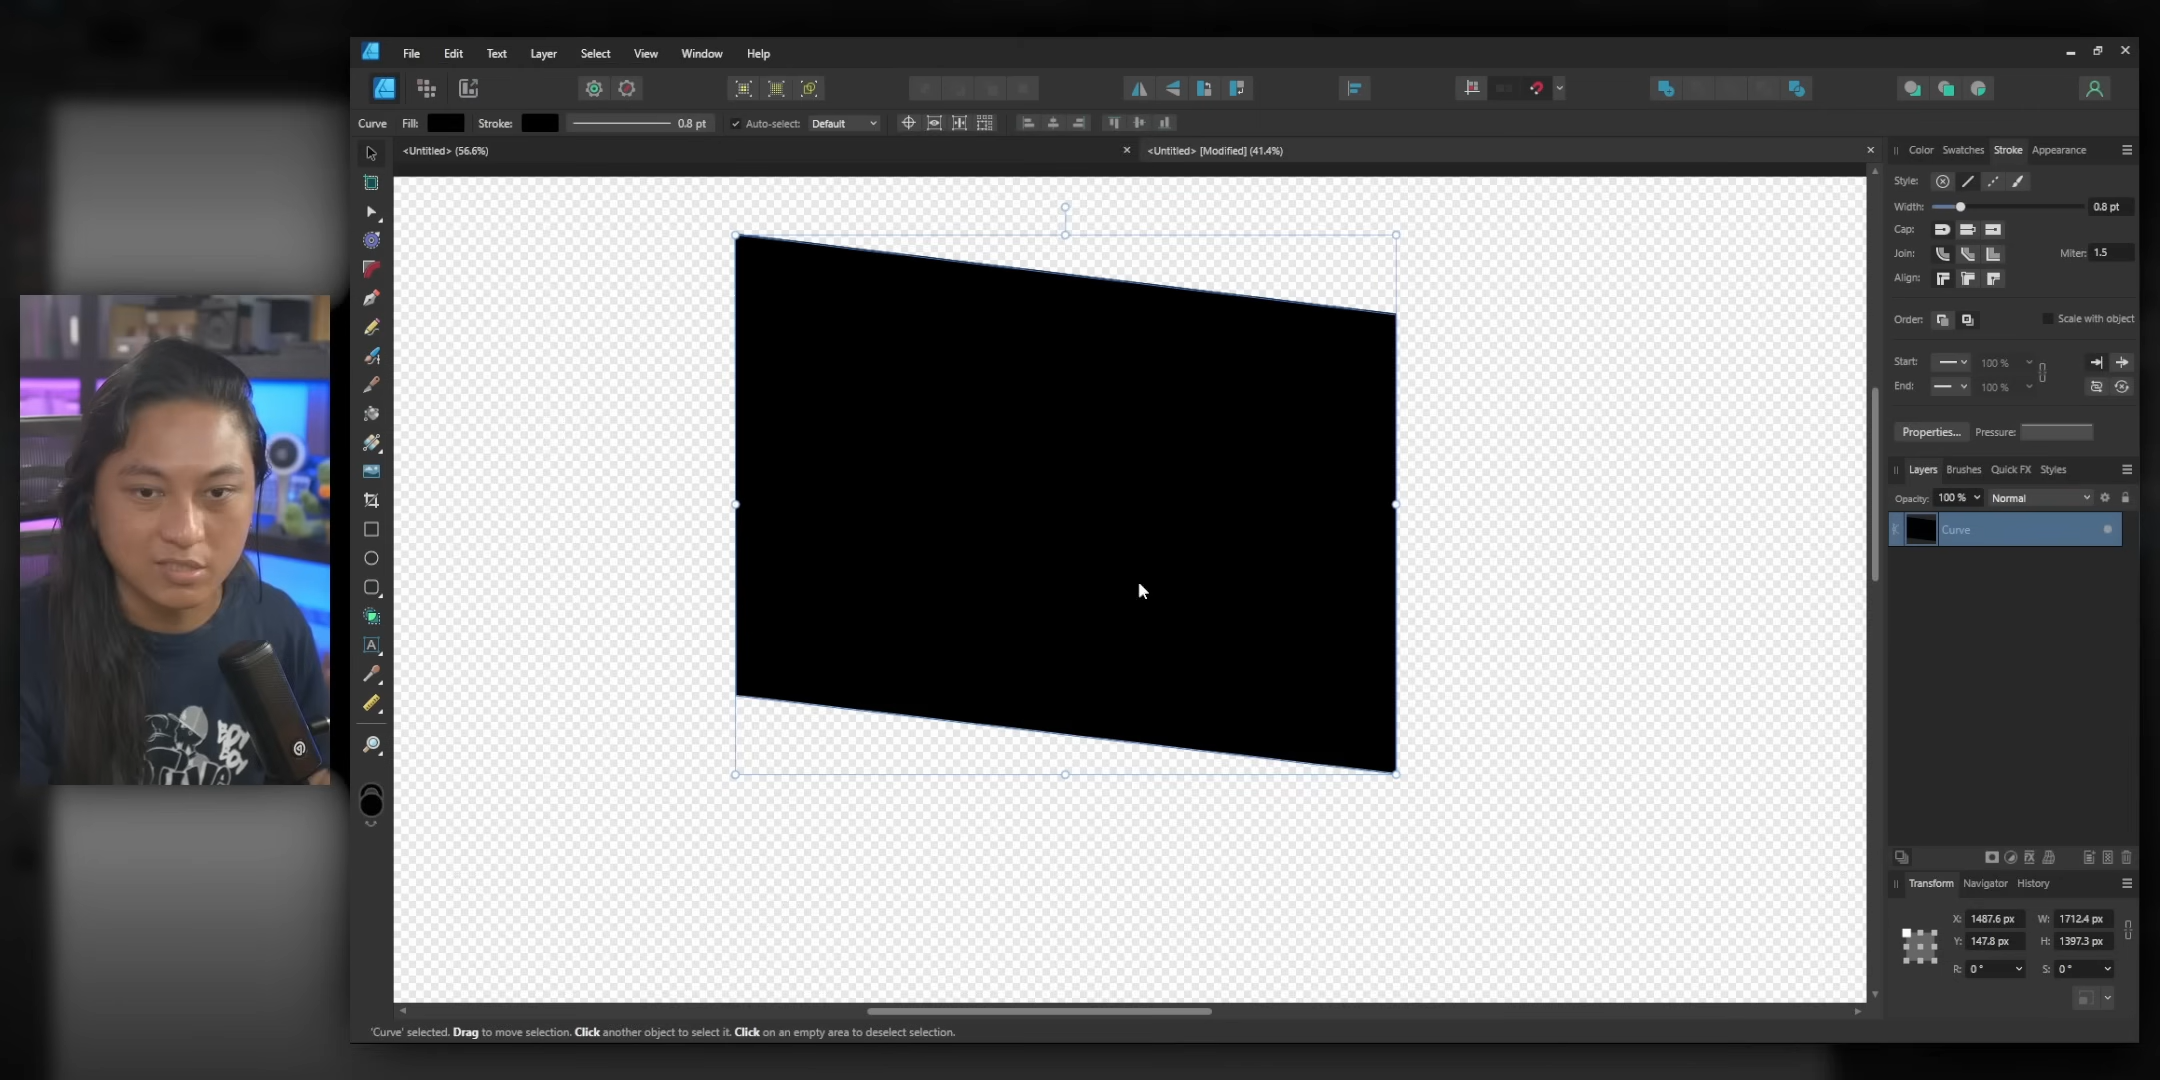 File Edit Text Layer Select View Window Help
Curve Fill: Stroke: 0.8 pt Auto-select: Default
<Untitled> (56.6%)
<Untitled> [Modified] (41.4%)
Color Swatches Stroke Appearance
Style:
Width: 0.8 pt
Cap:
Join: Miter: 1.5
Align:
Order: Scale with object
Start: 100 %
End: 100 %
Properties... Pressure:
Layers Brushes Quick FX Styles
Opacity: 100 % Normal
Curve
A
Transform Navigator History
X: 1487.6 px W: 1712.4 px
Y: 147.8 px H: 1397.3 px
R: 0 ° S: 0 °
'Curve' selected. Drag to move selection. Click another object to select it. Click on an empty area to deselect selection.